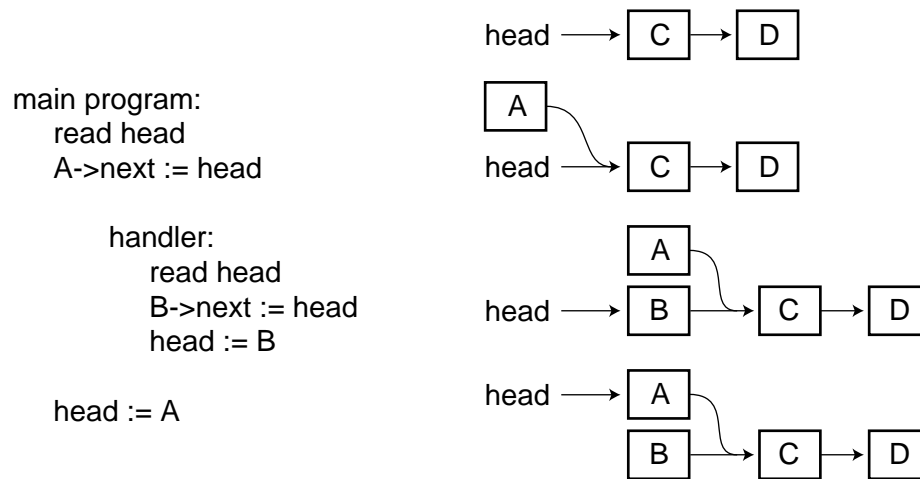 head C D
main program:
read head
A->next := head
A
head C D
handler:
read head
B->next := head
head := B
A
head B C D
head := A
head A
B C D